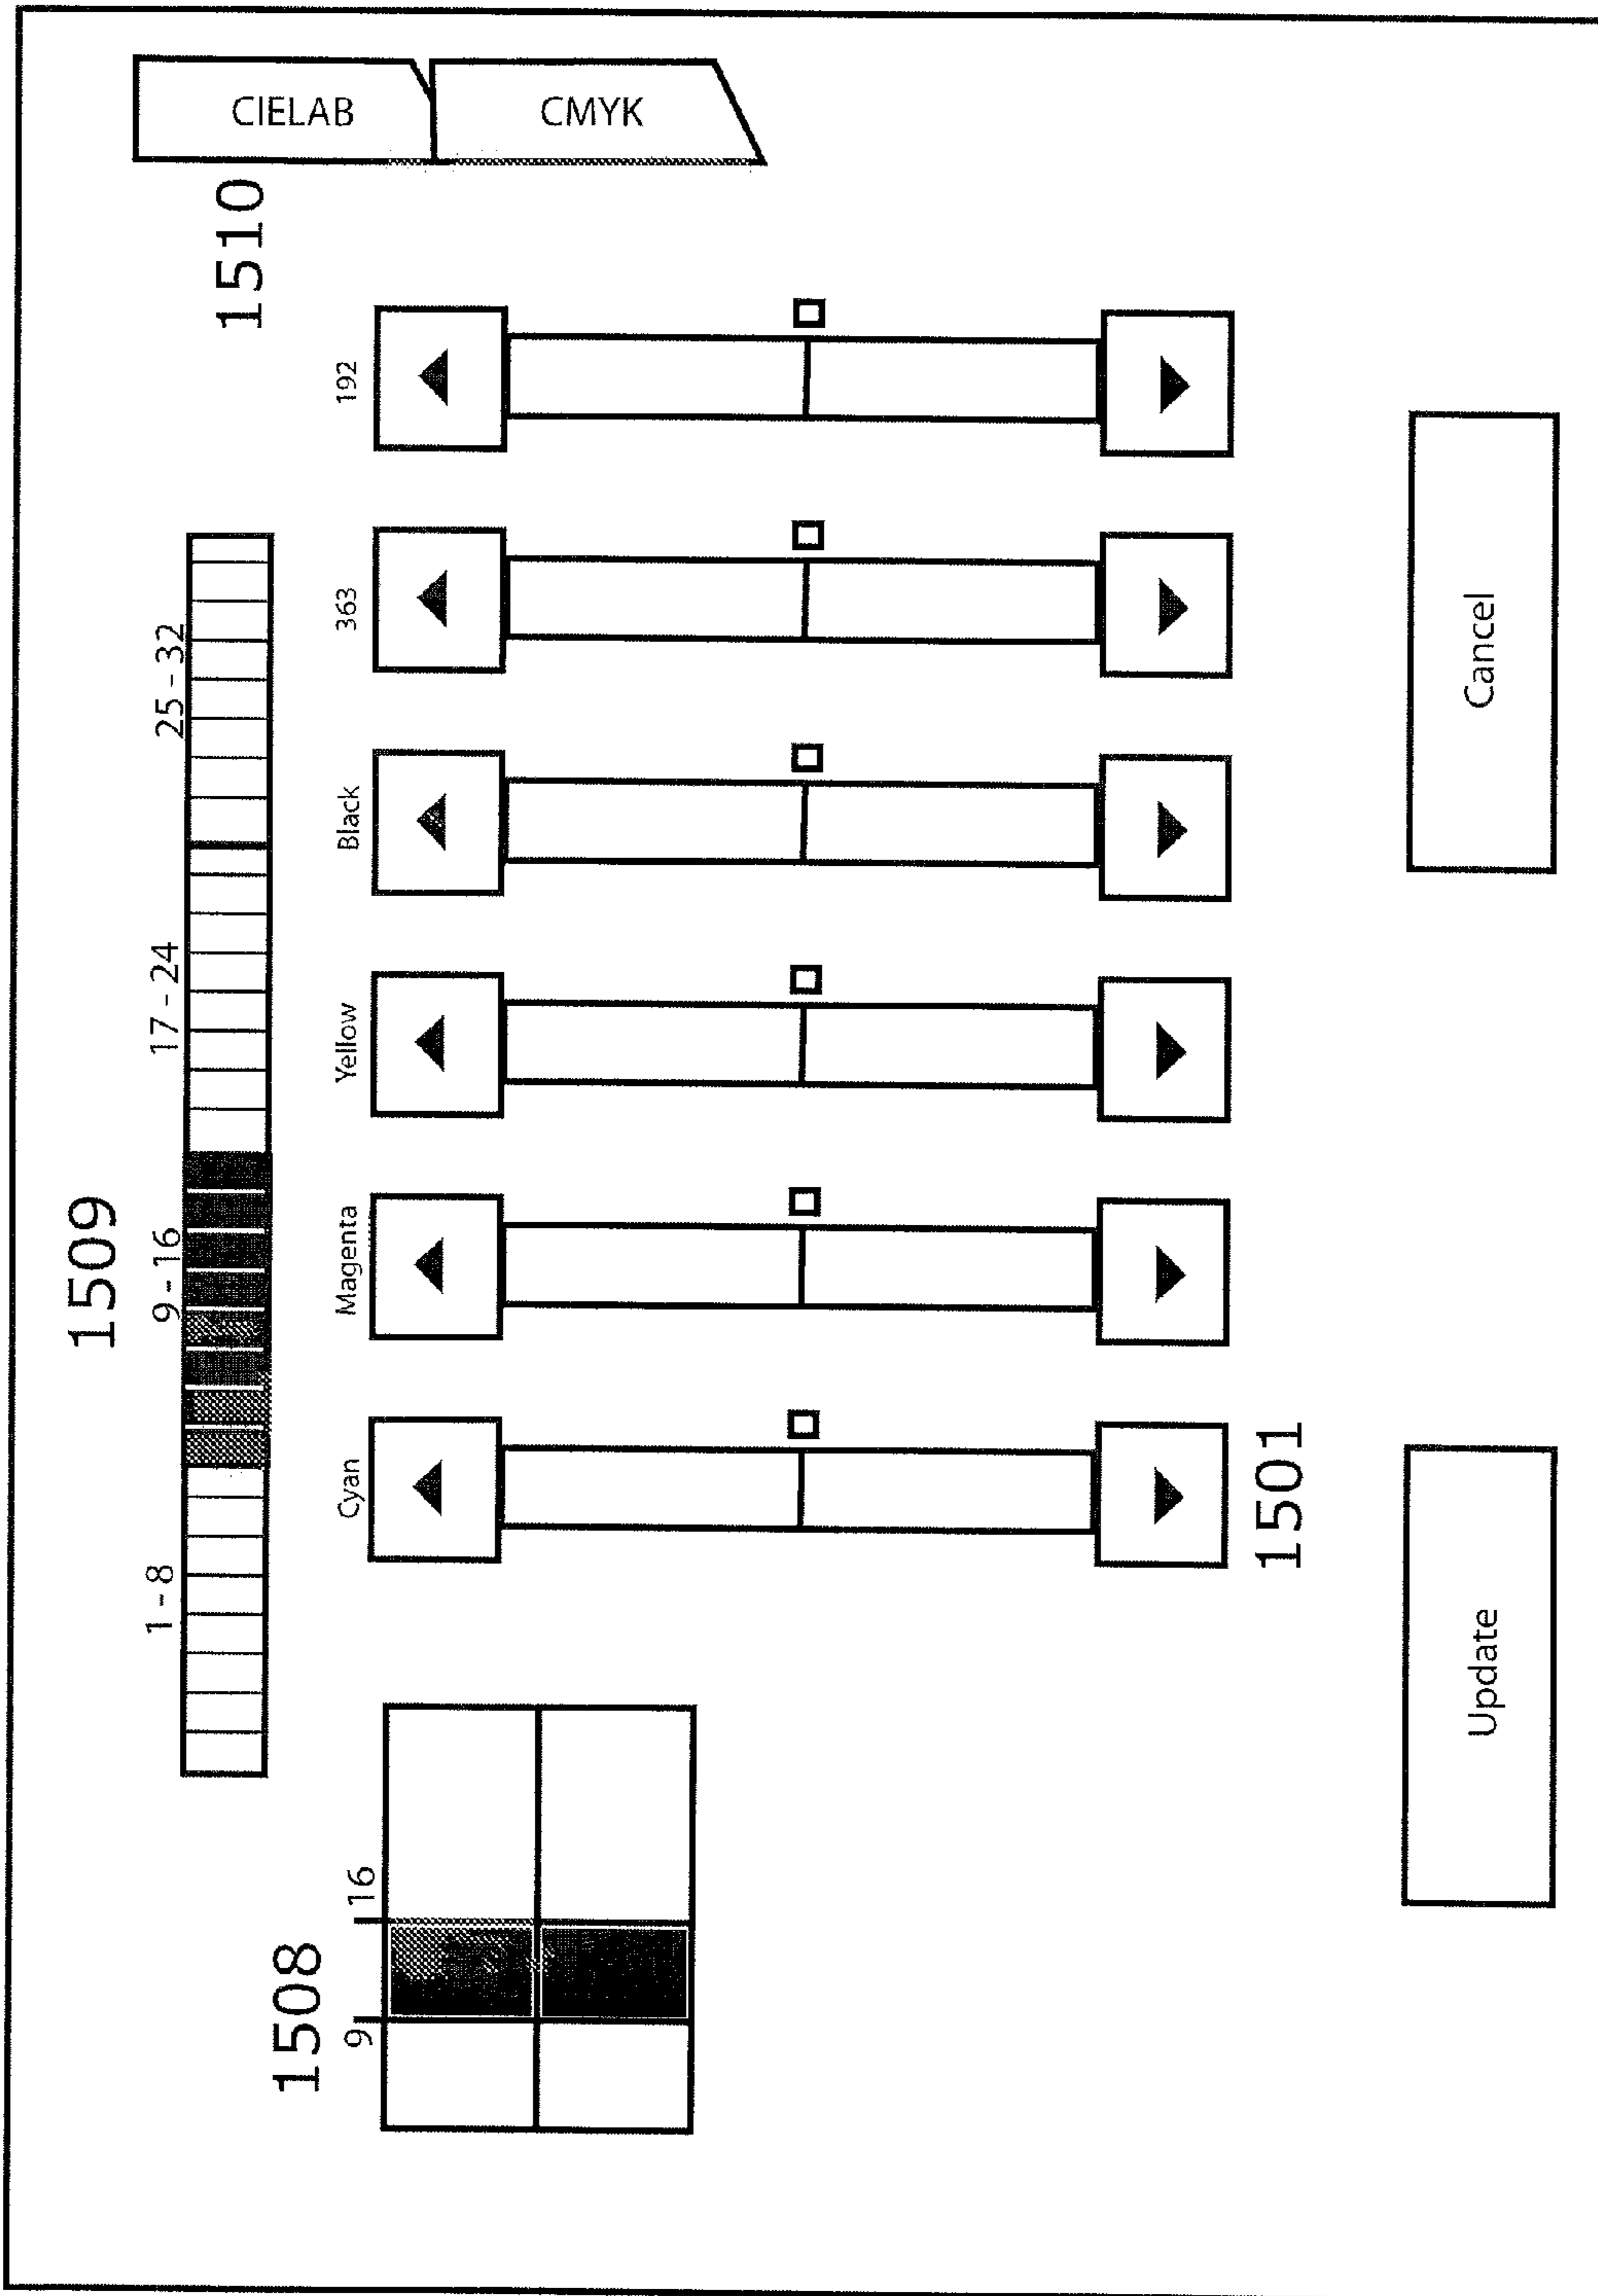 1509
1-8 9-16 17-24 25-32
1510
CIELAB
CMYK
1508
9 16
Cyan Magenta Yellow Black 363 192
1501
Update Cancel